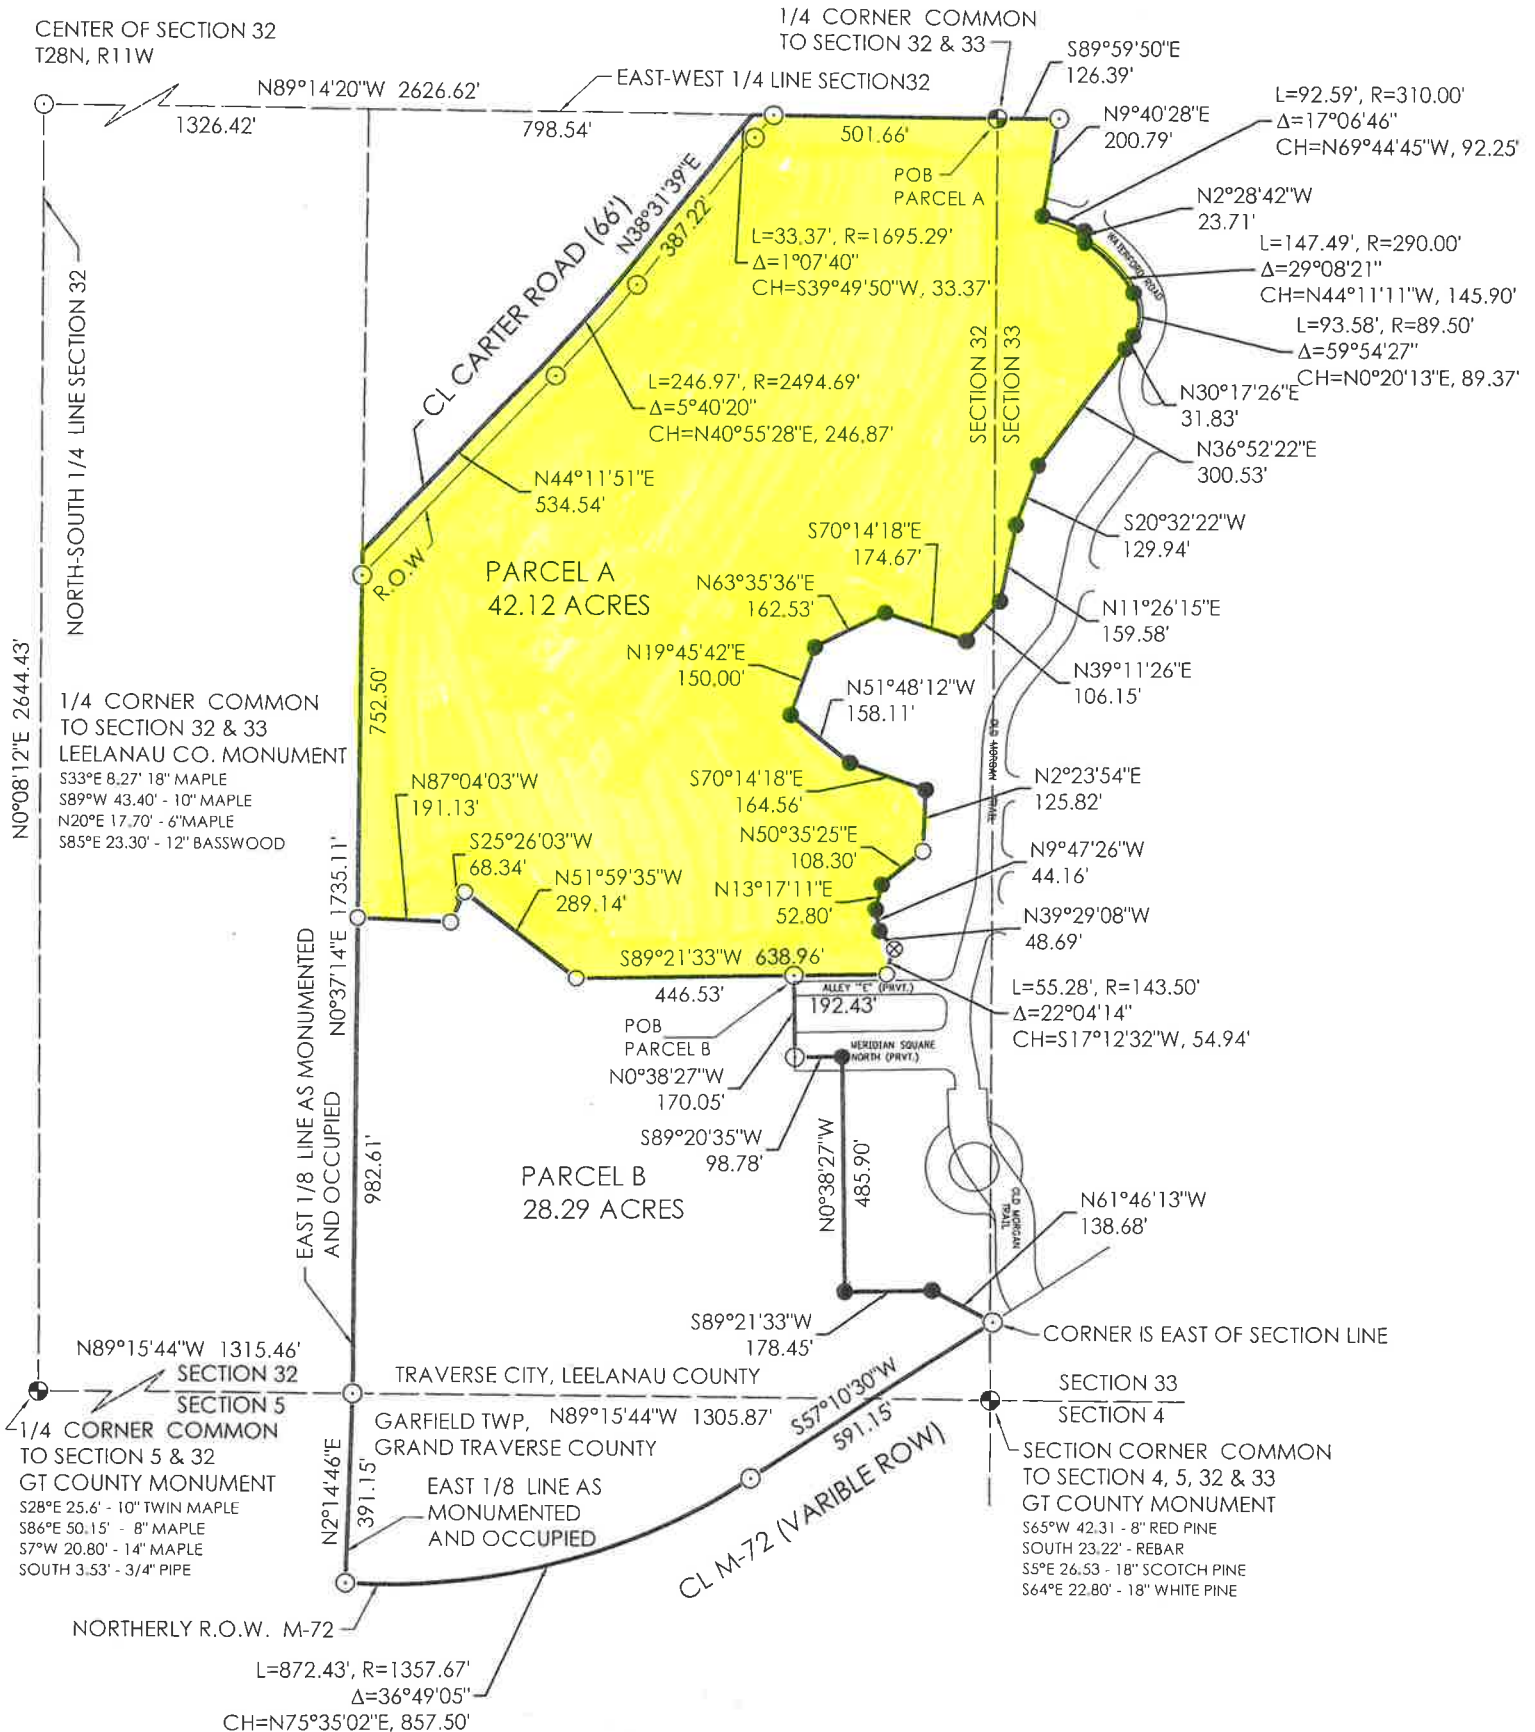 CENTER OF SECTION 32
T28N, R11W
1/4 CORNER COMMON
TO SECTION 32 & 33
S89°59'50"E
126.39'
N89°14'20"W 2626.62'
EAST-WEST 1/4 LINE SECTION32
1326.42'
798.54'
501.66'
N9°40'28"E
200.79'
L=92.59', R=310.00'
Δ=17°06'46"
CH=N69°44'45"W, 92.25'
POB
PARCEL A
N2°28'42"W
23.71'
WATERFORD ROAD
L=147.49', R=290.00'
Δ=29°08'21"
CH=N44°11'11"W, 145.90'
L=93.58', R=89.50'
Δ=59°54'27"
CH=N0°20'13"E, 89.37'
N30°17'26"E
31.83'
N36°52'22"E
300.53'
S20°32'22"W
129.94'
N11°26'15"E
159.58'
N39°11'26"E
106.15'
CL CARTER ROAD (66')
N38°31'39"E
387.22'
L=33.37', R=1695.29'
Δ=1°07'40"
CH=S39°49'50"W, 33.37'
SECTION 32
SECTION 33
L=246.97', R=2494.69'
Δ=5°40'20"
CH=N40°55'28"E, 246.87'
N44°11'51"E
534.54'
R.O.W
NORTH-SOUTH 1/4 LINE SECTION 32
N0°08'12"E 2644.43'
PARCEL A
42.12 ACRES
S70°14'18"E
174.67'
N63°35'36"E
162.53'
N19°45'42"E
150.00'
N51°48'12"W
158.11'
1/4 CORNER COMMON
TO SECTION 32 & 33
LEELANAU CO. MONUMENT
S33°E 8.27' 18" MAPLE
S89°W 43.40' - 10" MAPLE
N20°E 17.70' - 6"MAPLE
S85°E 23.30' - 12" BASSWOOD
752.50'
N87°04'03"W
191.13'
S70°14'18"E
164.56'
N2°23'54"E
125.82'
OLD MORGAN TRAIL
S25°26'03"W
68.34'
N50°35'25"E
108.30'
N9°47'26"W
44.16'
N51°59'35"W
289.14'
N13°17'11"E
52.80'
N39°29'08"W
48.69'
N0°37'14"E 1735.11'
S89°21'33"W 638.96'
446.53'
ALLEY "E" (PRVT.)
192.43'
L=55.28', R=143.50'
Δ=22°04'14"
CH=S17°12'32"W, 54.94'
POB
PARCEL B
MERIDIAN SQUARE
NORTH (PRVT.)
N0°38'27"W
170.05'
EAST 1/8 LINE AS MONUMENTED
AND OCCUPIED
982.61'
S89°20'35"W
98.78'
N0°38'27"W
485.90'
PARCEL B
28.29 ACRES
OLD MORGAN
TRAIL
N61°46'13"W
138.68'
S89°21'33"W
178.45'
CORNER IS EAST OF SECTION LINE
N89°15'44"W 1315.46'
SECTION 32
SECTION 5
TRAVERSE CITY, LEELANAU COUNTY
SECTION 33
SECTION 4
GARFIELD TWP,
GRAND TRAVERSE COUNTY
N89°15'44"W 1305.87'
S57°10'30"W
591.15'
CL M-72 (VARIBLE ROW)
1/4 CORNER COMMON
TO SECTION 5 & 32
GT COUNTY MONUMENT
S28°E 25.6' - 10" TWIN MAPLE
S86°E 50.15' - 8" MAPLE
S7°W 20.80' - 14" MAPLE
SOUTH 3.53' - 3/4" PIPE
N2°14'46"E
391.15'
EAST 1/8 LINE AS
MONUMENTED
AND OCCUPIED
SECTION CORNER COMMON
TO SECTION 4, 5, 32 & 33
GT COUNTY MONUMENT
S65°W 42.31 - 8" RED PINE
SOUTH 23.22' - REBAR
S5°E 26.53 - 18" SCOTCH PINE
S64°E 22.80' - 18" WHITE PINE
NORTHERLY R.O.W. M-72
L=872.43', R=1357.67'
Δ=36°49'05"
CH=N75°35'02"E, 857.50'